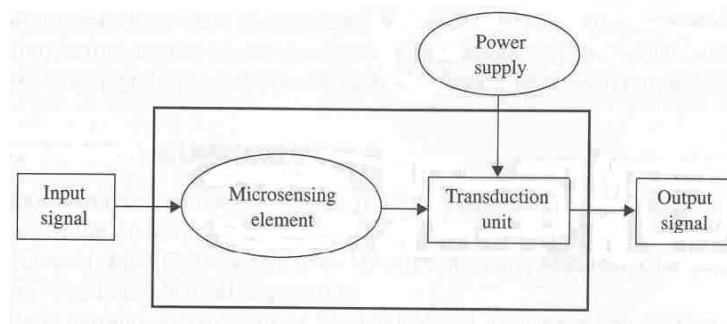 Power
supply
Input
signal
Microsensing
element
Transduction
unit
Output
signal